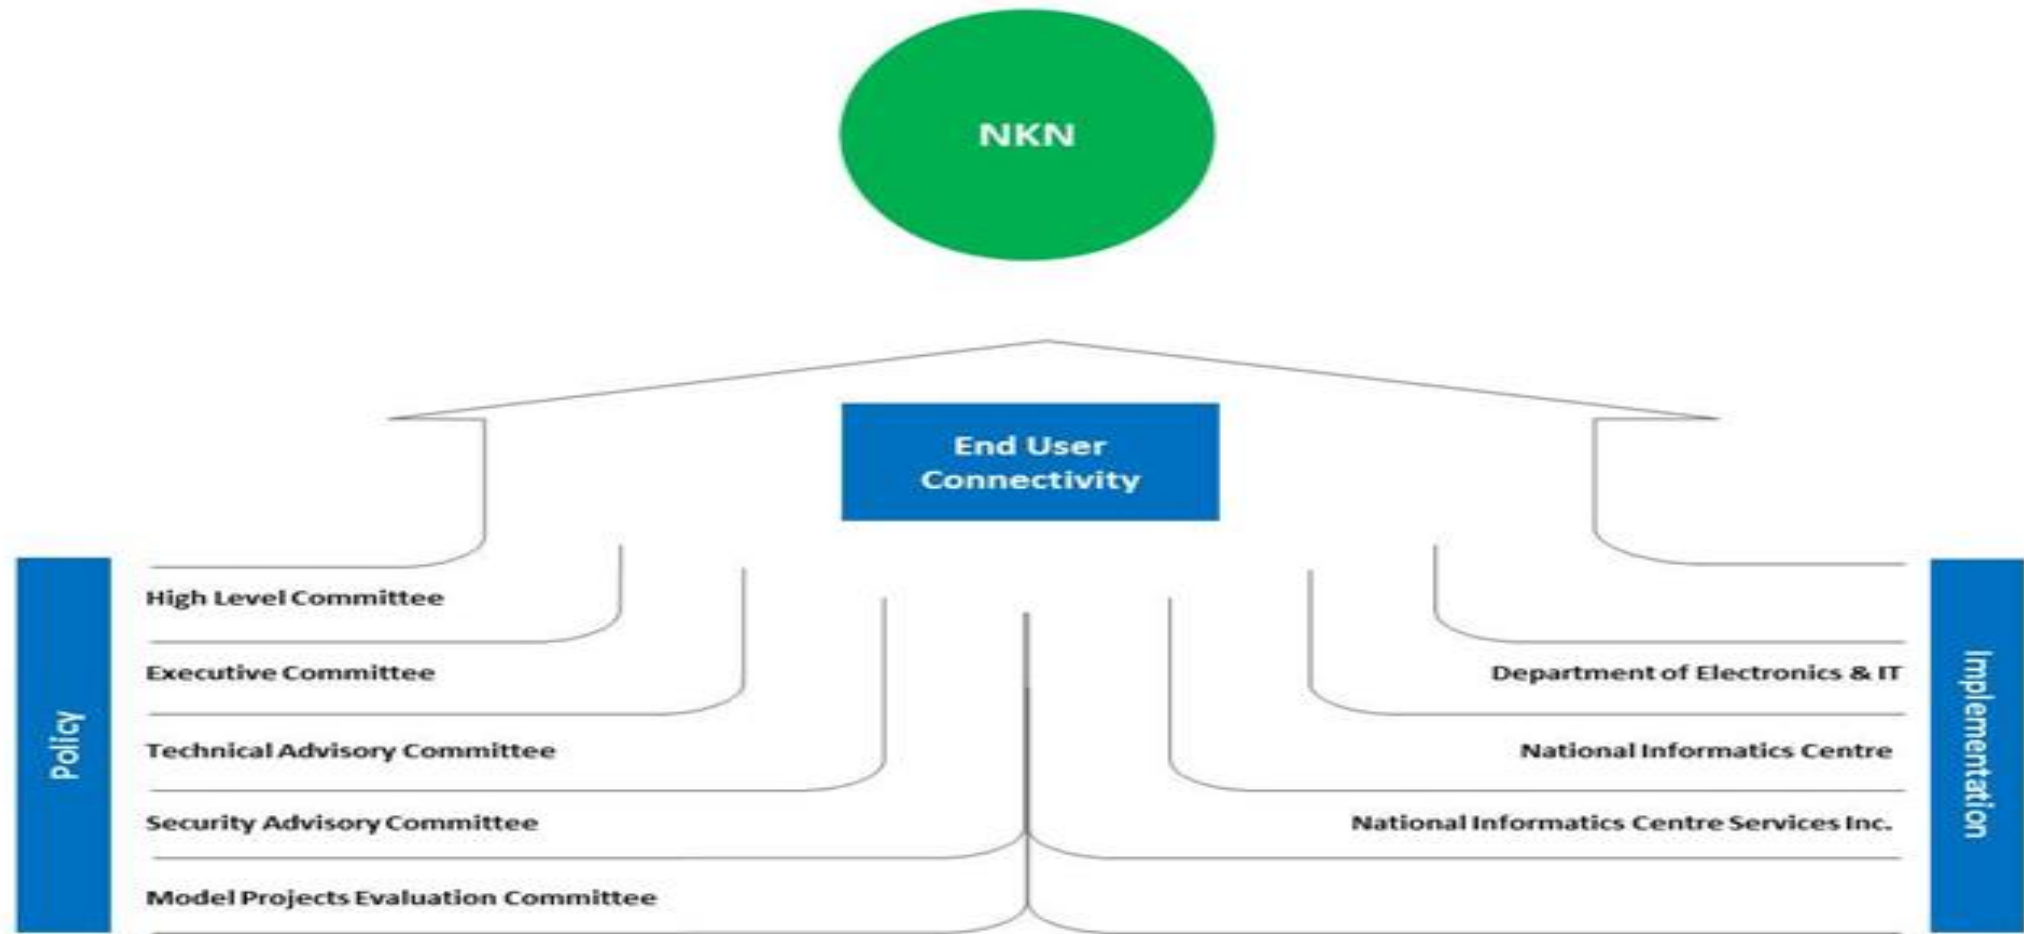 NKN
End User
Connectivity
Policy
High Level Committee
Executive Committee
Technical Advisory Committee
Security Advisory Committee
Model Projects Evaluation Committee
Department of Electronics & IT
National Informatics Centre
National Informatics Centre Services Inc.
Implementation